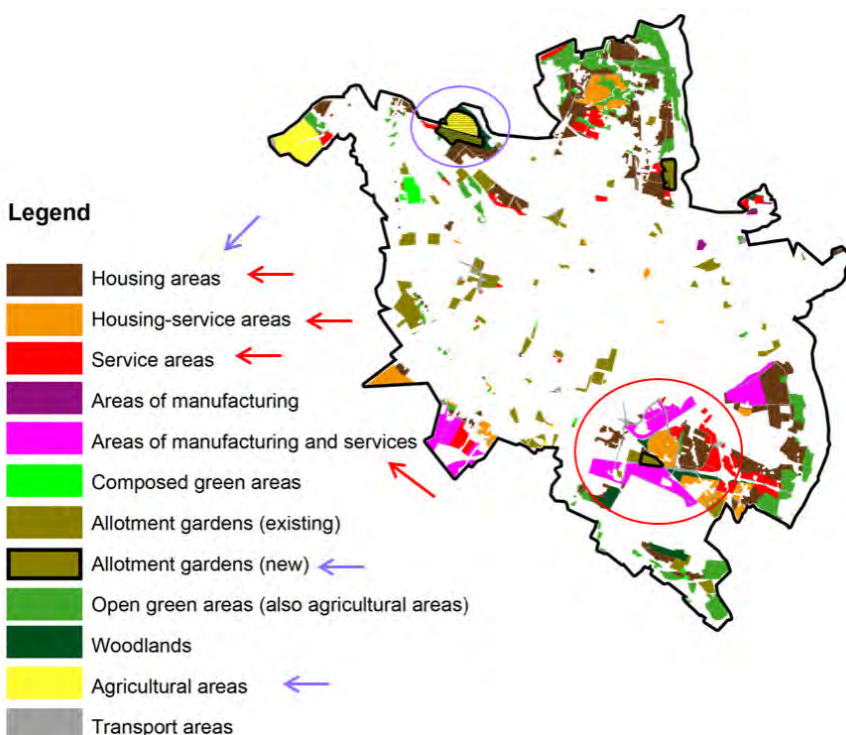 Legend
Housing areas
Housing-service areas
Service areas
Areas of manufacturing
Areas of manufacturing and services
Composed green areas
Allotment gardens (existing)
Allotment gardens (new)
Open green areas (also agricultural areas)
Woodlands
Agricultural areas
Transport areas